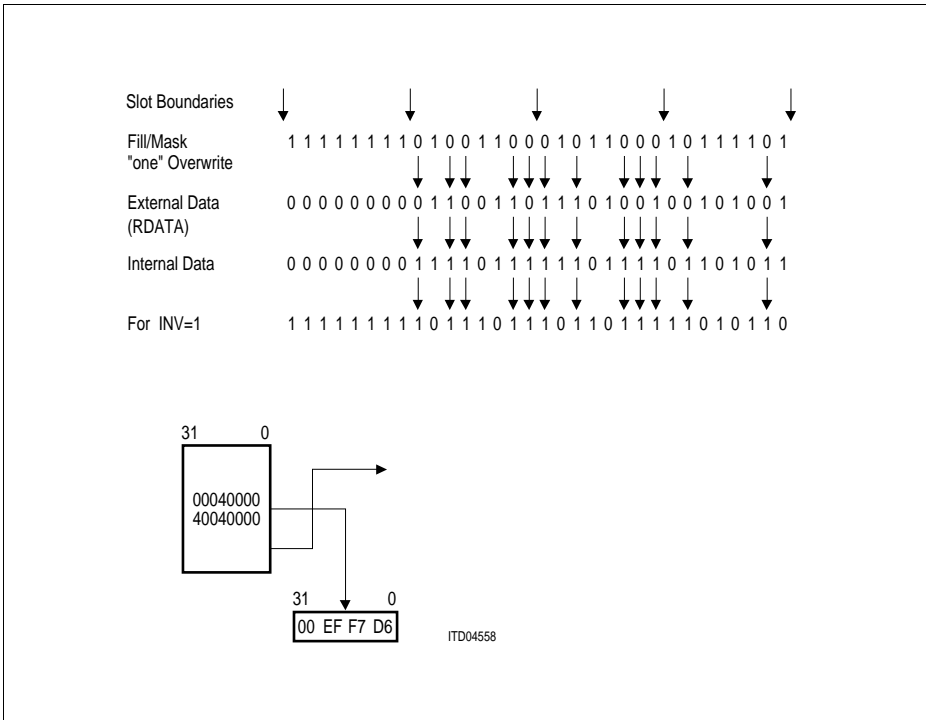 Slot Boundaries
Fill/Mask 1 1 1 1 1 1 1 1 0 1 0 0 1 1 0 0 0 1 0 1 1 0 0 0 1 0 1 1 1 1 0 1
"one" Overwrite
External Data 0 0 0 0 0 0 0 0 0 1 1 0 0 1 1 0 1 1 1 0 1 0 0 1 0 0 1 0 1 0 0 1
(RDATA)
Internal Data 0 0 0 0 0 0 0 0 1 1 1 1 0 1 1 1 1 1 1 0 1 1 1 1 0 1 1 0 1 0 1 1
For INV=1 1 1 1 1 1 1 1 1 1 0 1 1 1 0 1 1 1 0 1 1 0 1 1 1 1 1 0 1 0 1 1 0
31 0
00040000
40040000
31 0
00 EF F7 D6
ITD04558